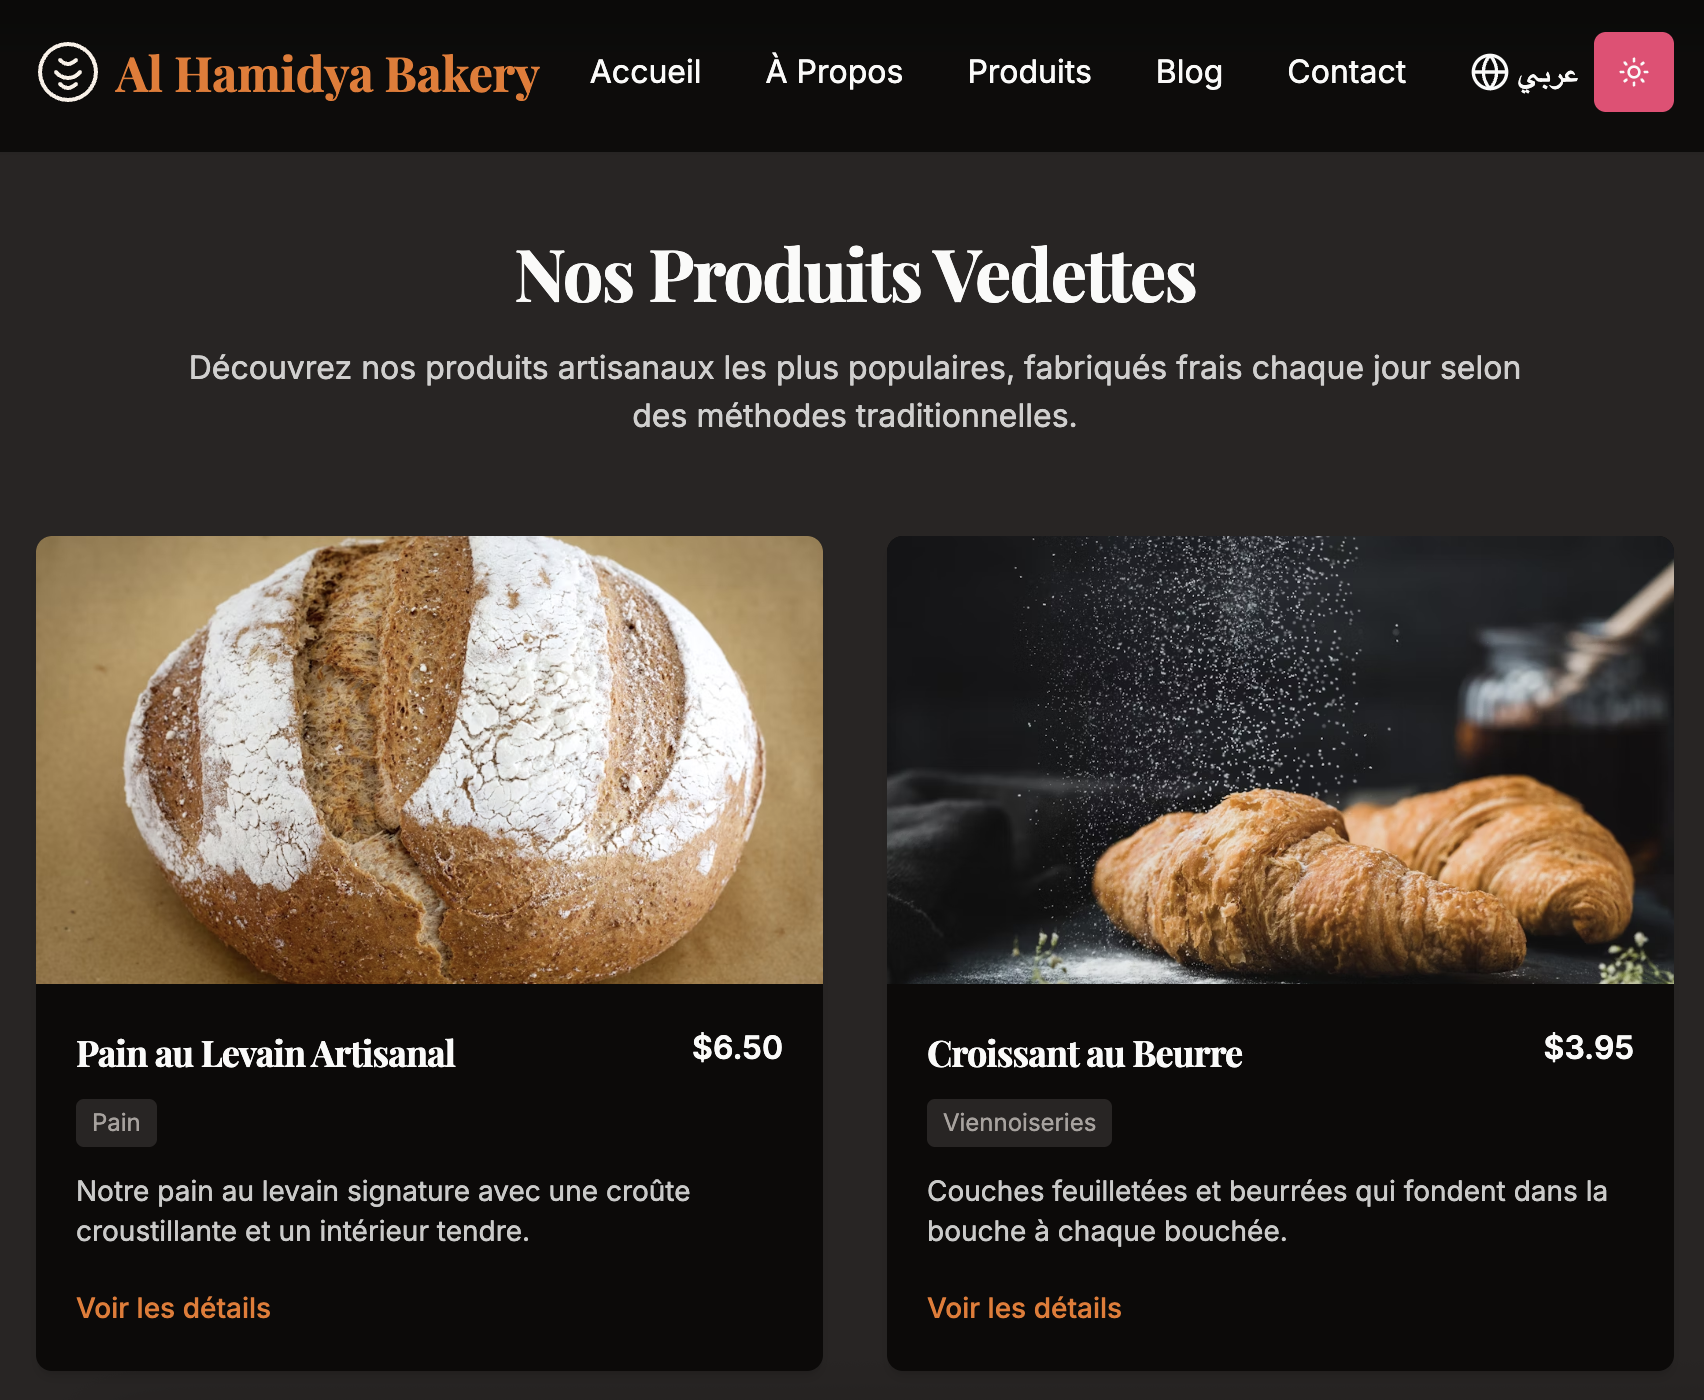 Al Hamidya Bakery
Accueil
À Propos
Produits
Blog
Contact
عربي
Nos Produits Vedettes
Découvrez nos produits artisanaux les plus populaires, fabriqués frais chaque jour selon
des méthodes traditionnelles.
Pain au Levain Artisanal
$6.50
Pain
Notre pain au levain signature avec une croûte
croustillante et un intérieur tendre.
Voir les détails
Croissant au Beurre
$3.95
Viennoiseries
Couches feuilletées et beurrées qui fondent dans la
bouche à chaque bouchée.
Voir les détails